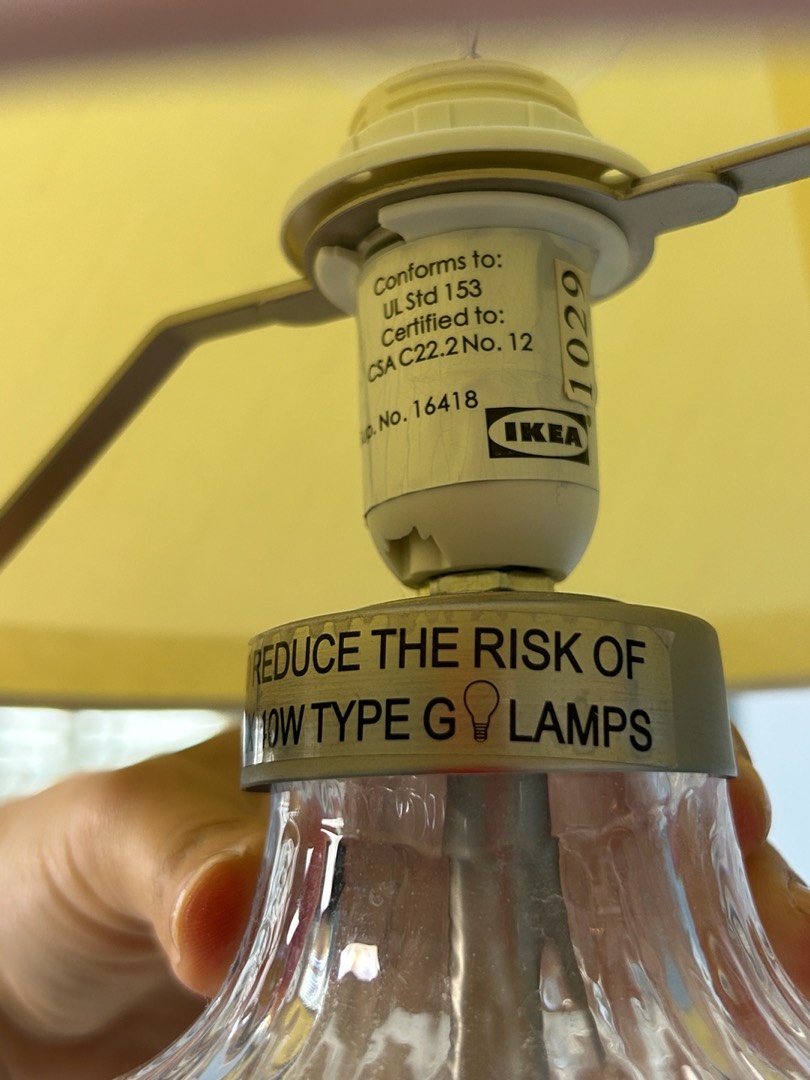 Conforms to:
UL Std 153
Certified to:
CSA C22.2 No. 12
No. 16418
IKEA
1029
REDUCE THE RISK OF
TYPE G LAMPS